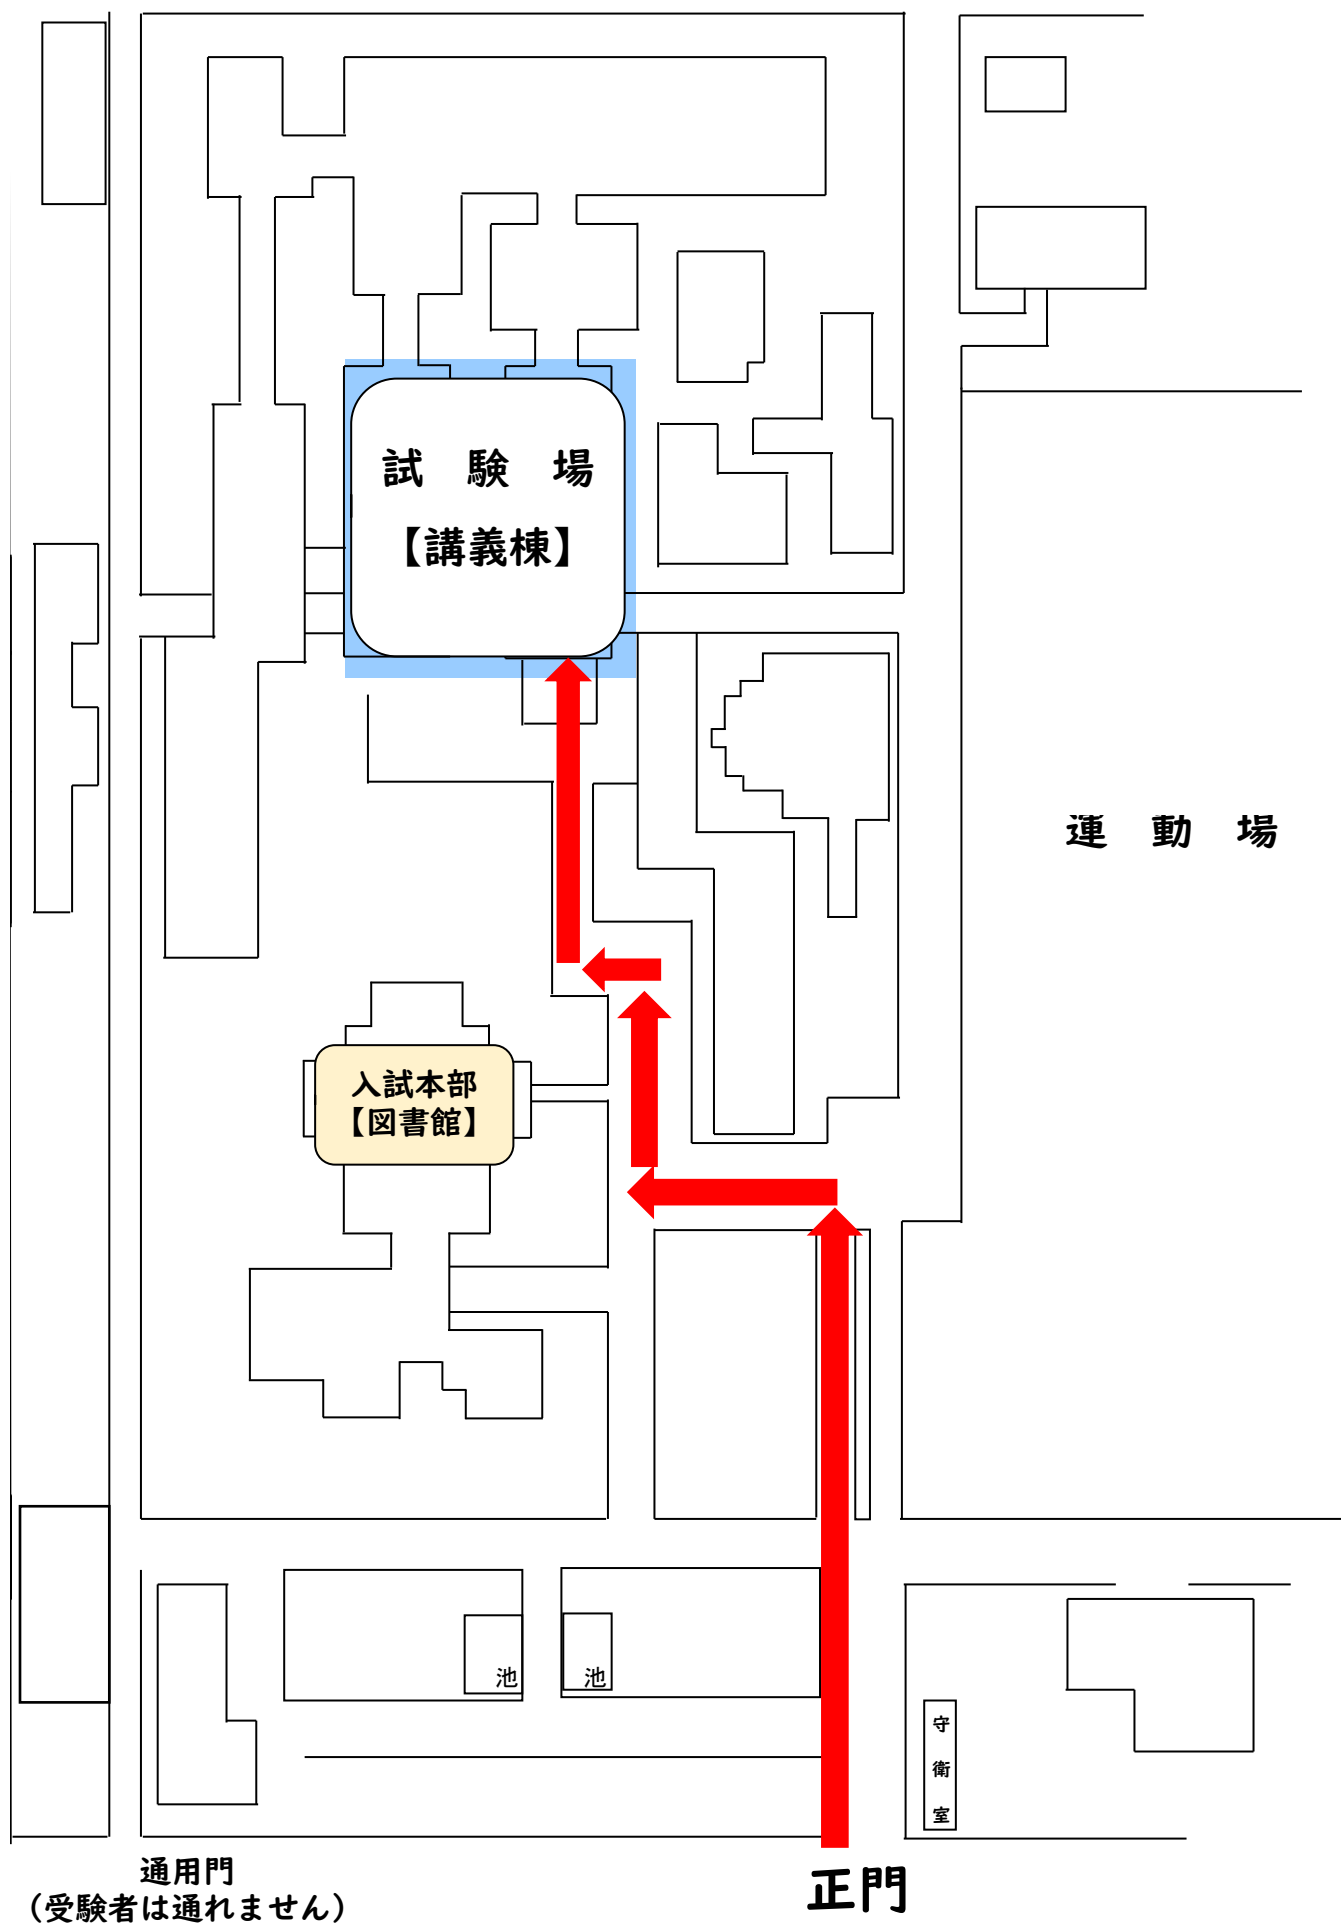 試　験　場
【講義棟】
運　動　場
入試本部
【図書館】
池
池
守
衛
室
通用門
（受験者は通れません）
正門